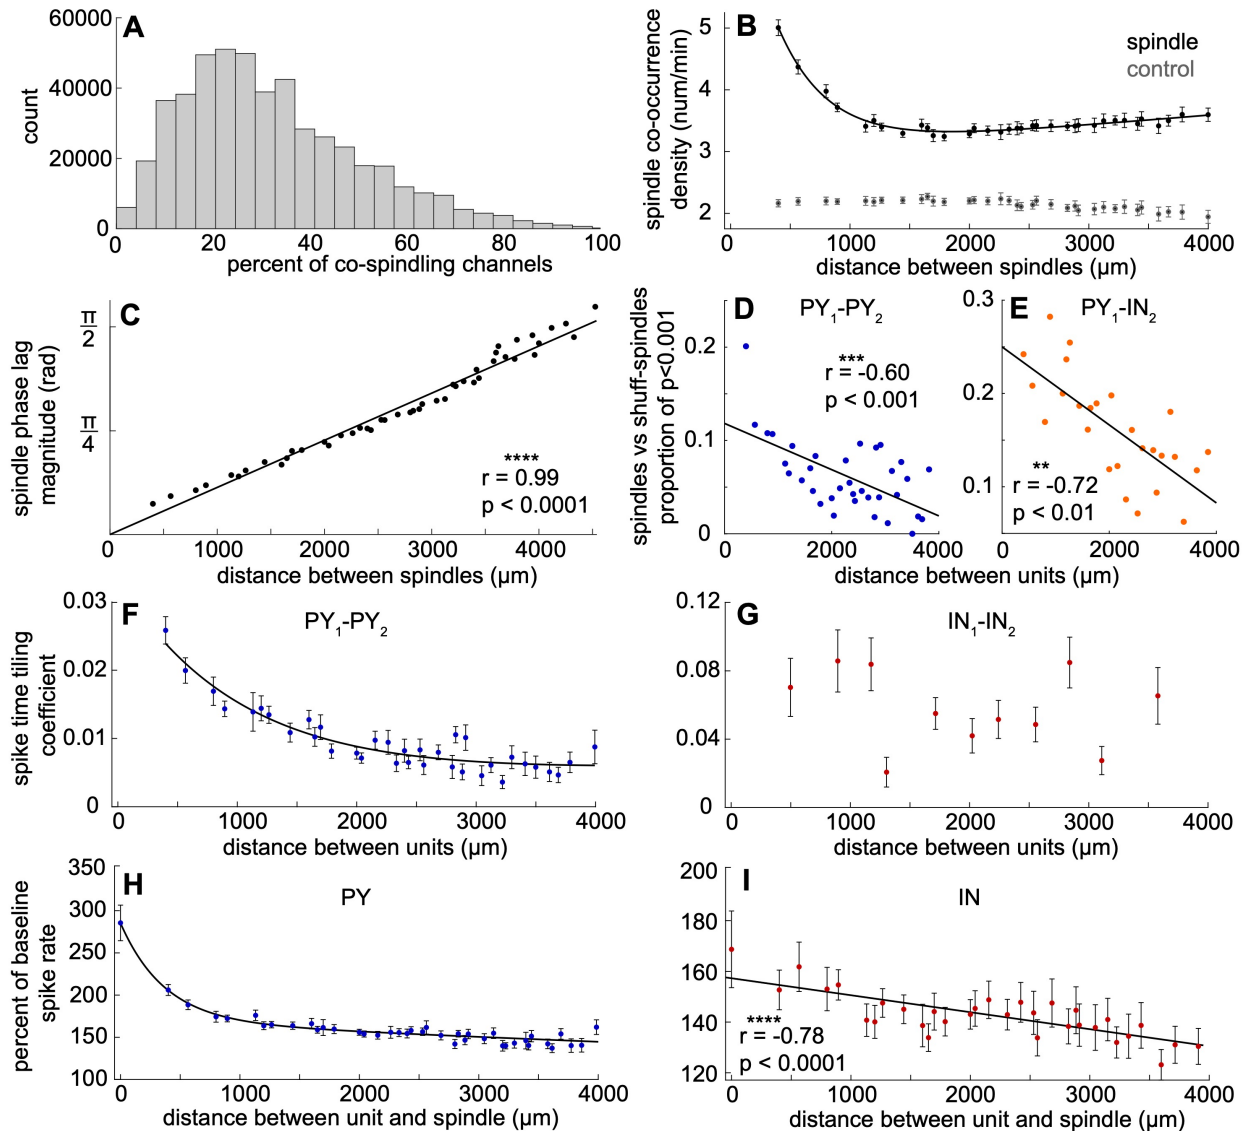 A
60000
40000
20000
0
count
0 20 40 60 80 100
percent of co-spindling channels
B
5
4
3
2
spindle co-occurrence
density (num/min)
spindle
control
0 1000 2000 3000 4000
distance between spindles (µm)
C
π/2
π/4
spindle phase lag
magnitude (rad)
****
r = 0.99
p < 0.0001
0 1000 2000 3000 4000
distance between spindles (µm)
D
PY1-PY2
0.2
0.1
0
spindles vs shuff-spindles
proportion of p<0.001
***
r = -0.60
p < 0.001
0 2000 4000
E
PY1-IN2
0.3
0.2
0.1
**
r = -0.72
p < 0.01
0 2000 4000
distance between units (µm)
F
PY1-PY2
0.03
0.02
0.01
0
spike time tiling
coefficient
0 1000 2000 3000 4000
distance between units (µm)
G
IN1-IN2
0.12
0.08
0.04
0
0 1000 2000 3000 4000
distance between units (µm)
H
PY
350
300
250
200
150
100
percent of baseline
spike rate
0 1000 2000 3000 4000
distance between unit and spindle (µm)
I
IN
200
180
160
140
120
****
r = -0.78
p < 0.0001
0 1000 2000 3000 4000
distance between unit and spindle (µm)